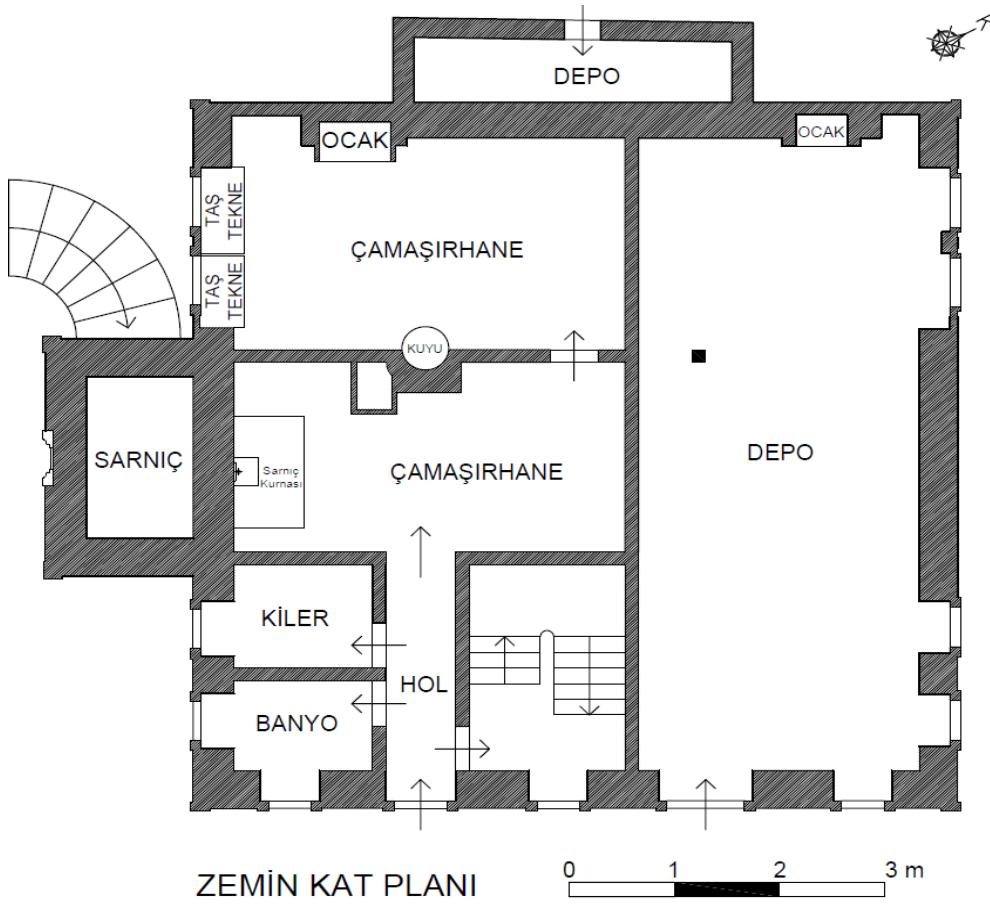 K
DEPO
OCAK
OCAK
TAŞ
TEKNE
ÇAMAŞIRHANE
TAŞ
TEKNE
KUYU
SARNIÇ
Sarnıç
Kurnası
ÇAMAŞIRHANE
DEPO
KİLER
HOL
BANYO
ZEMİN KAT PLANI
0 1 2 3 m